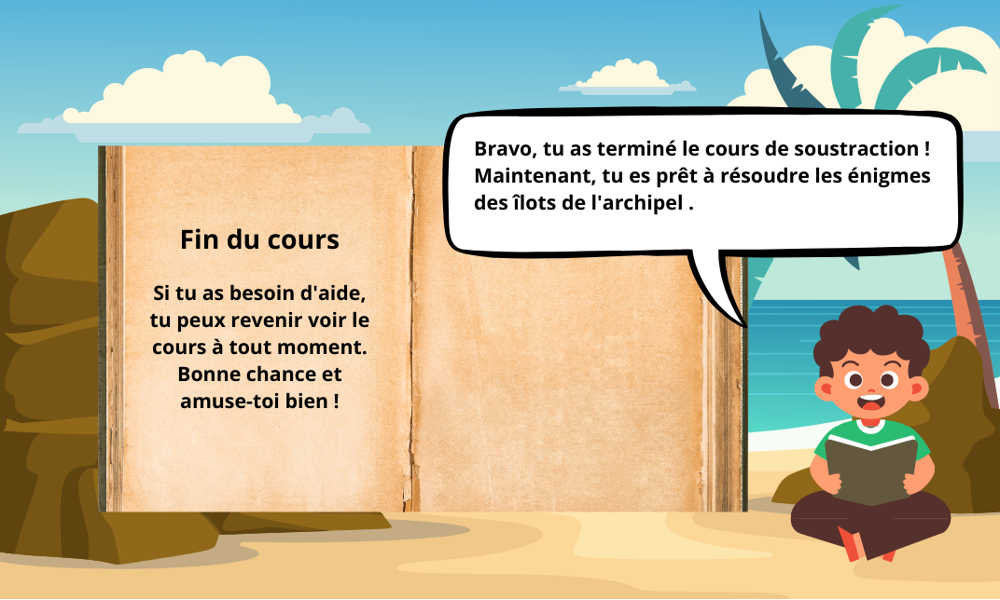 Bravo, tu as terminé le cours de soustraction !
Maintenant, tu es prêt à résoudre les énigmes
des îlots de l'archipel .
Fin du cours
Si tu as besoin d'aide,
tu peux revenir voir le
cours à tout moment.
Bonne chance et
amuse-toi bien !